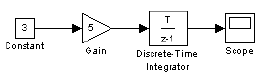 3
5
T
z-1
Constant
Gain
Discrete-Time
Integrator
Scope